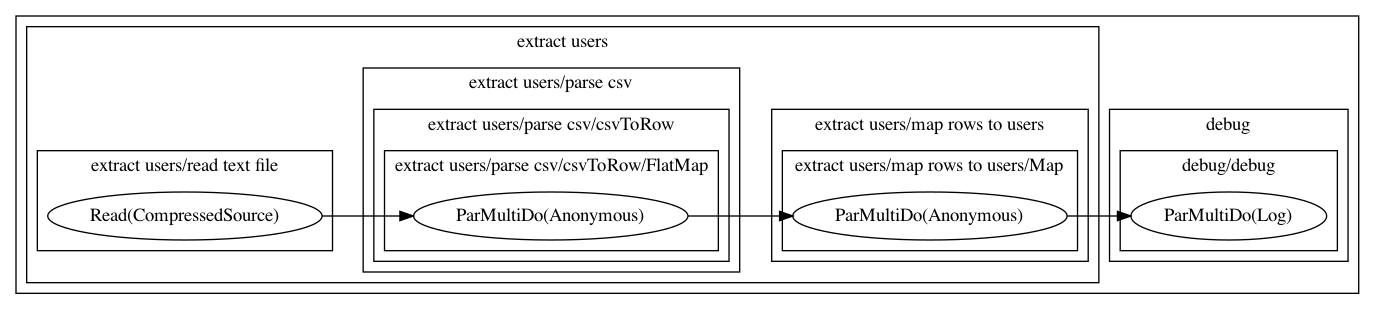 extract users
extract users/parse csv
extract users/parse csv/csvToRow
extract users/map rows to users
debug
extract users/read text file
extract users/parse csv/csvToRow/FlatMap
extract users/map rows to users/Map
debug/debug
Read(CompressedSource)
ParMultiDo(Anonymous)
ParMultiDo(Anonymous)
ParMultiDo(Log)